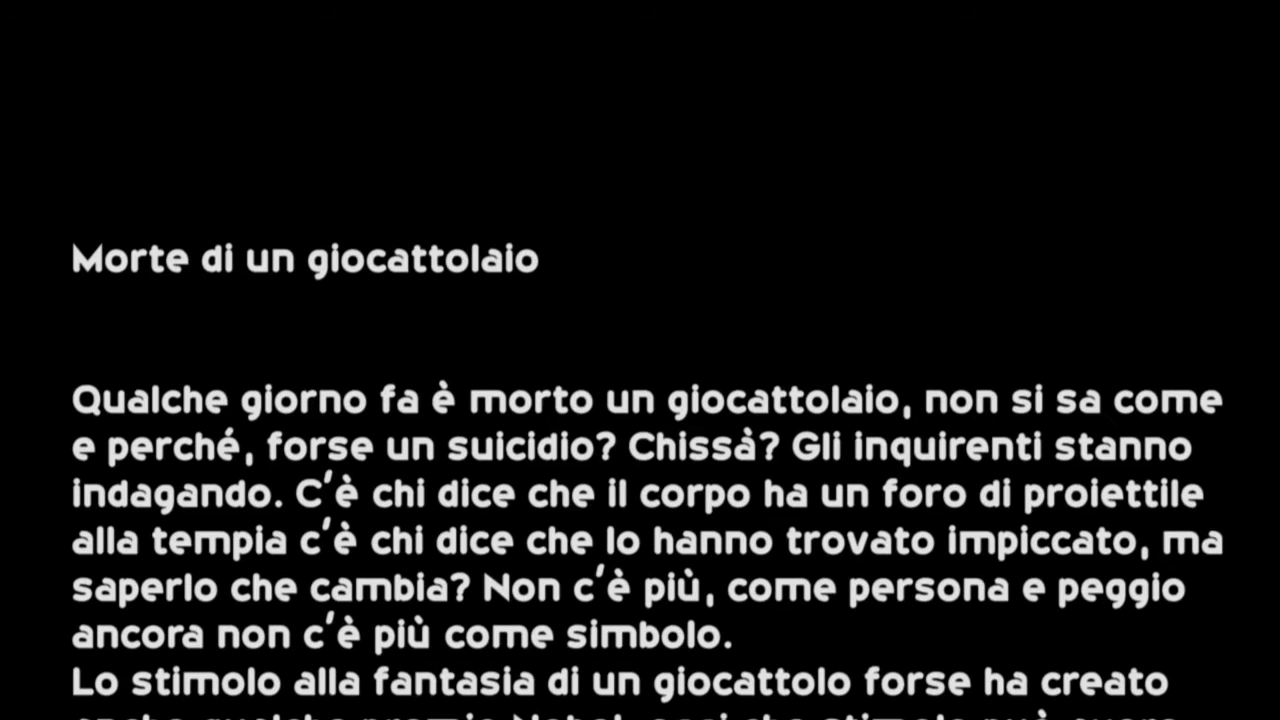 Morte di un giocattolaio
Qualche giorno fa è morto un giocattolaio, non si sa come
e perché, forse un suicidio? Chissà? Gli inquirenti stanno
indagando. C'è chi dice che il corpo ha un foro di proiettile
alla tempia c'è chi dice che lo hanno trovato impiccato, ma
saperlo che cambia? Non c'è più, come persona e peggio
ancora non c'è più come simbolo.
Lo stimolo alla fantasia di un giocattolo forse ha creato